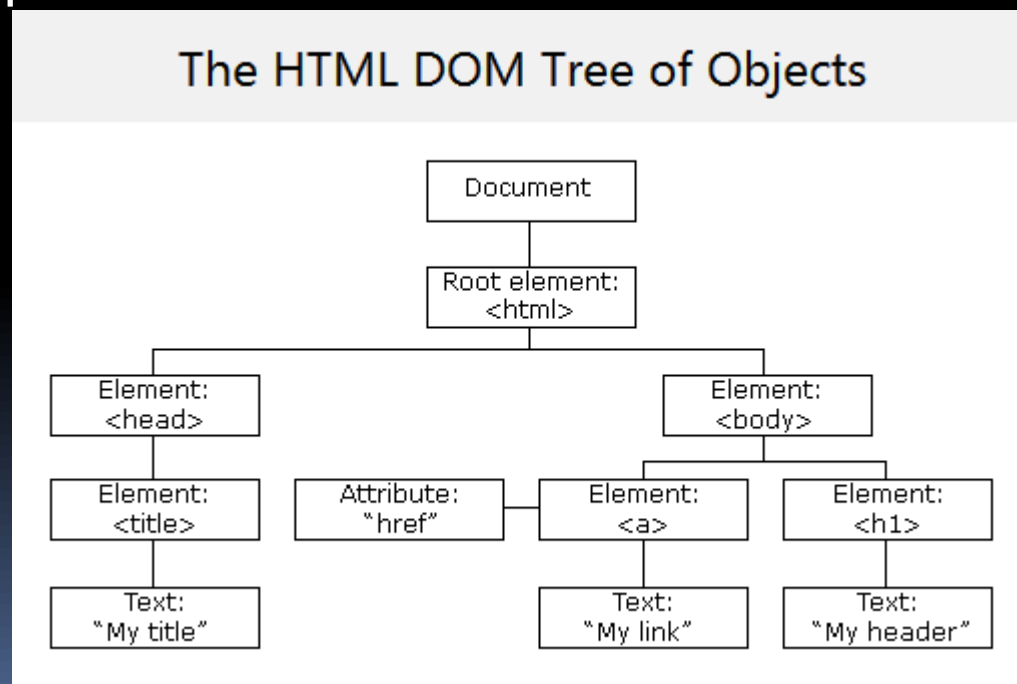 The HTML DOM Tree of Objects
Document
Root element:
<html>
Element:
<head>
Element:
<body>
Element:
<title>
Attribute:
“href”
Element:
<a>
Element:
<h1>
Text:
“My title”
Text:
“My link”
Text:
“My header”